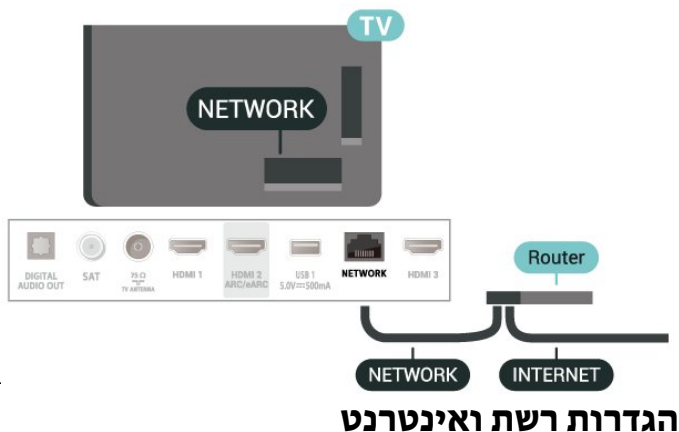 TV
NETWORK
DIGITAL
AUDIO OUT
SAT
75 Ω
TV ANTENNA
HDMI 1
HDMI 2
ARC/eARC
USB 1
5.0V⎓500mA
NETWORK
HDMI 3
Router
NETWORK
INTERNET
הגדרות רשת ואינטרנט